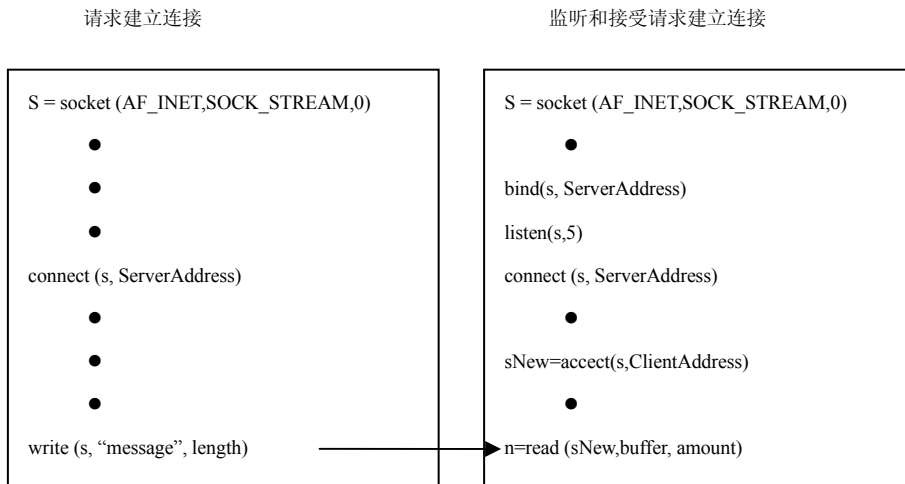 请求建立连接
监听和接受请求建立连接
S = socket (AF_INET,SOCK_STREAM,0)
connect (s, ServerAddress)
write (s, “message”, length)
S = socket (AF_INET,SOCK_STREAM,0)
bind(s, ServerAddress)
listen(s,5)
connect (s, ServerAddress)
sNew=accect(s,ClientAddress)
n=read (sNew,buffer, amount)